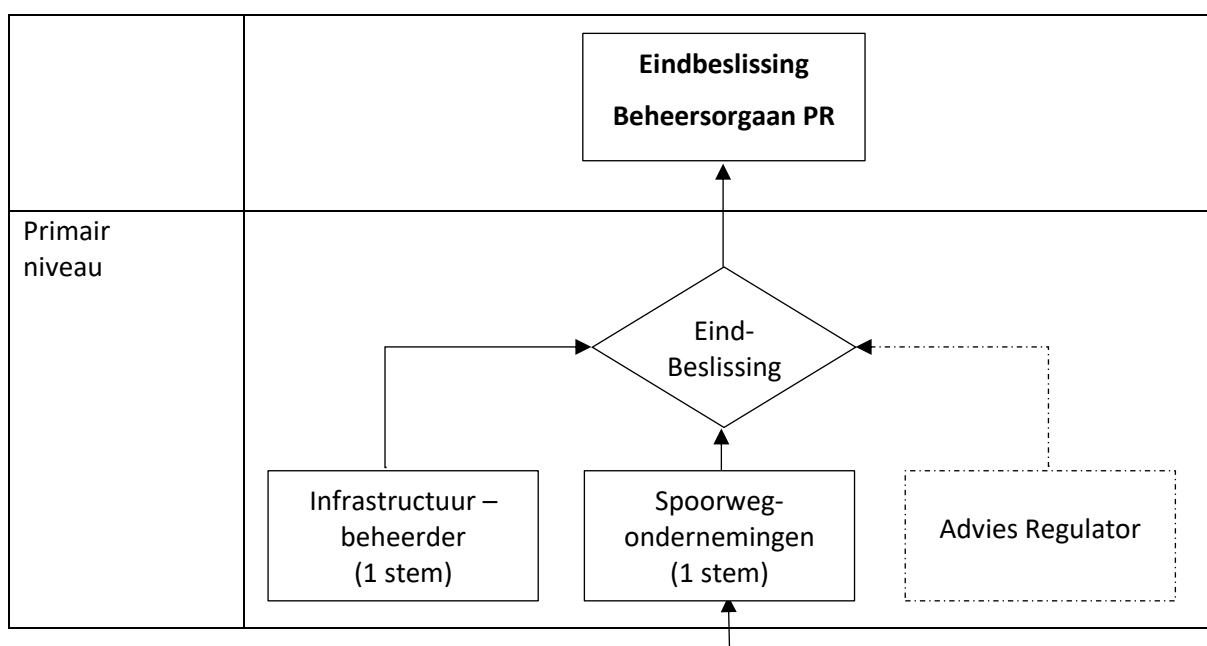 Eindbeslissing
Beheersorgaan PR
Primair
niveau
Eind-
Beslissing
Infrastructuur –
beheerder
(1 stem)
Spoorweg-
ondernemingen
(1 stem)
Advies Regulator